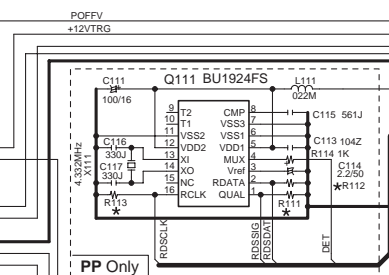 POFFV
+12VTRG
C111
100/16
Q111 BU1924FS
L111
022M
9 T2 CMP 8
10 T1 VSS3 7
11 VSS2 VSS1 6
12 VDD2 VDD1 5
13 XI MUX 4
14 XO Vref 3
15 NC RDATA 2
16 RCLK QUAL 1
C115 561J
C113 104Z
R114 1K
C114
2.2/50
★R112
C116
330J
C117
330J
4.332MHz
X111
R113
★
R111
★
RDSCLK
RDSSIG
RDSDAT
DET
PP Only